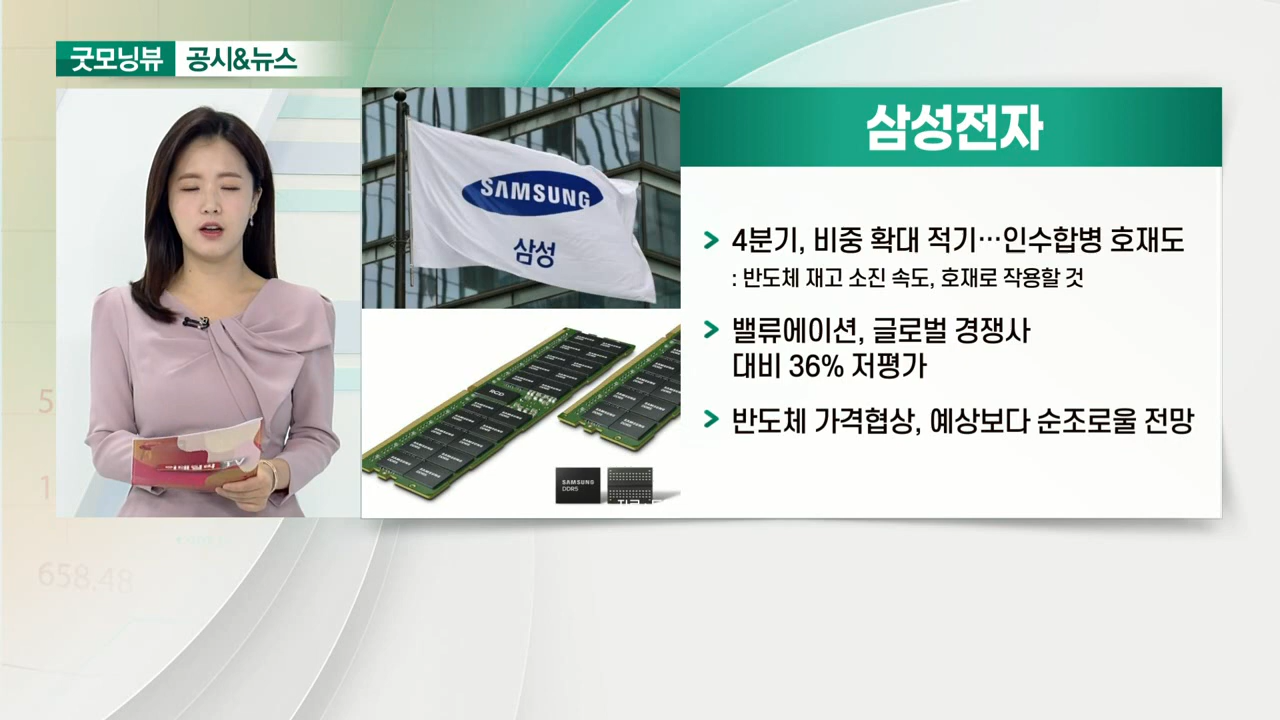 굿모닝뷰 공시&뉴스
삼성전자
4분기, 비중 확대 적기…인수합병 호재도
: 반도체 재고 소진 속도, 호재로 작용할 것
밸류에이션, 글로벌 경쟁사
대비 36% 저평가
반도체 가격협상, 예상보다 순조로울 전망
SAMSUNG
삼성
RCD
SAMSUNG
DDR5
TV
658.48